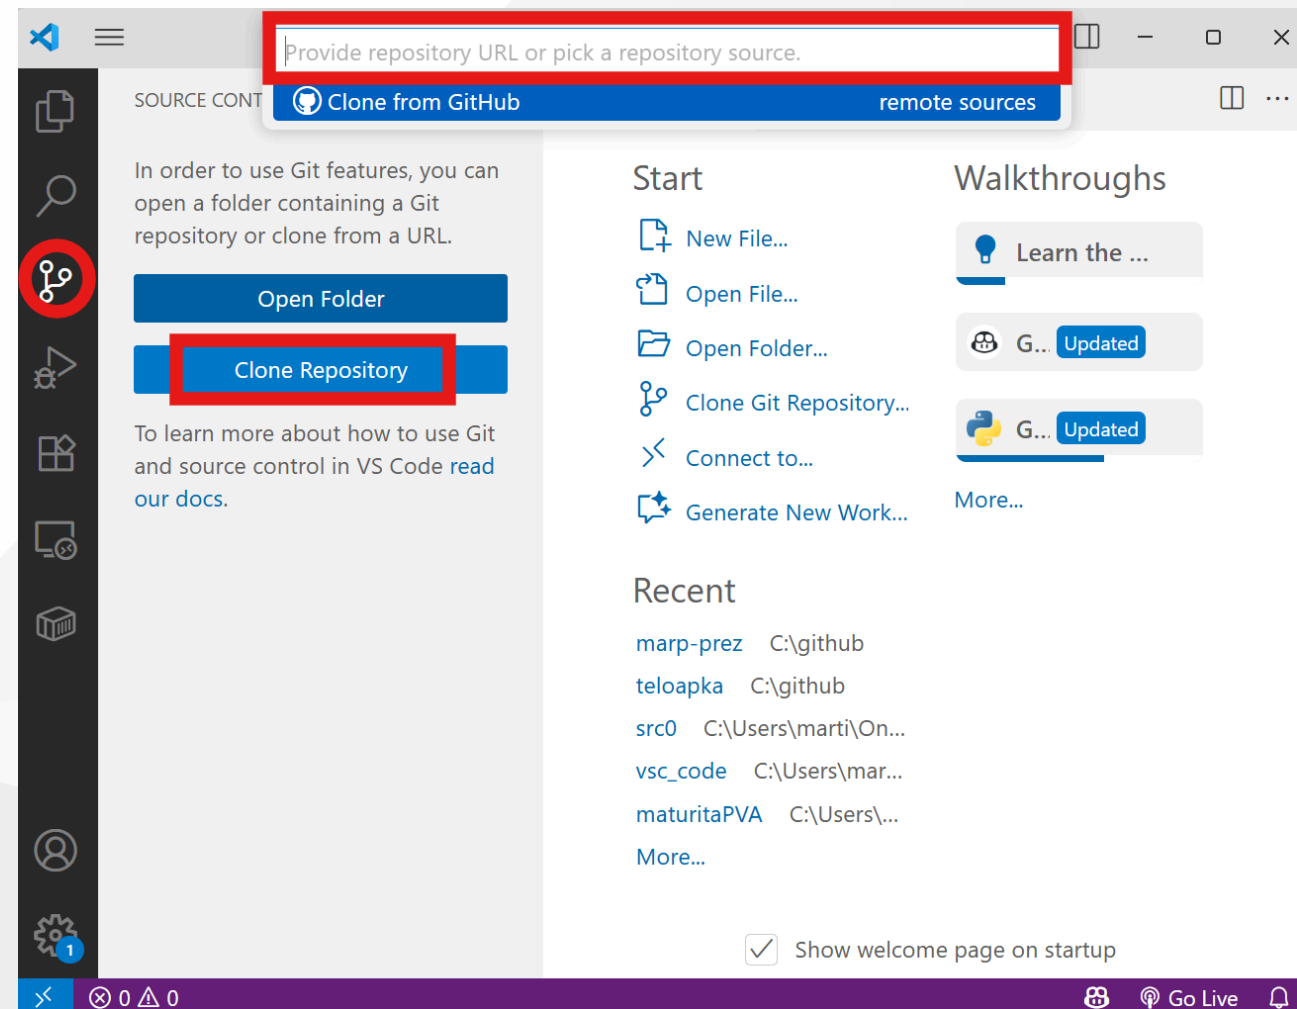 Provide repository URL or pick a repository source.
Clone from GitHub remote sources
SOURCE CONT
In order to use Git features, you can
open a folder containing a Git
repository or clone from a URL.
Open Folder
Clone Repository
To learn more about how to use Git
and source control in VS Code read
our docs.
Start
New File...
Open File...
Open Folder...
Clone Git Repository...
Connect to...
Generate New Work...
Walkthroughs
Learn the ...
G... Updated
G... Updated
More...
Recent
marp-prez C:\github
teloapka C:\github
src0 C:\Users\marti\On...
vsc_code C:\Users\mar...
maturitaPVA C:\Users\...
More...
Show welcome page on startup
1
0 0
Go Live